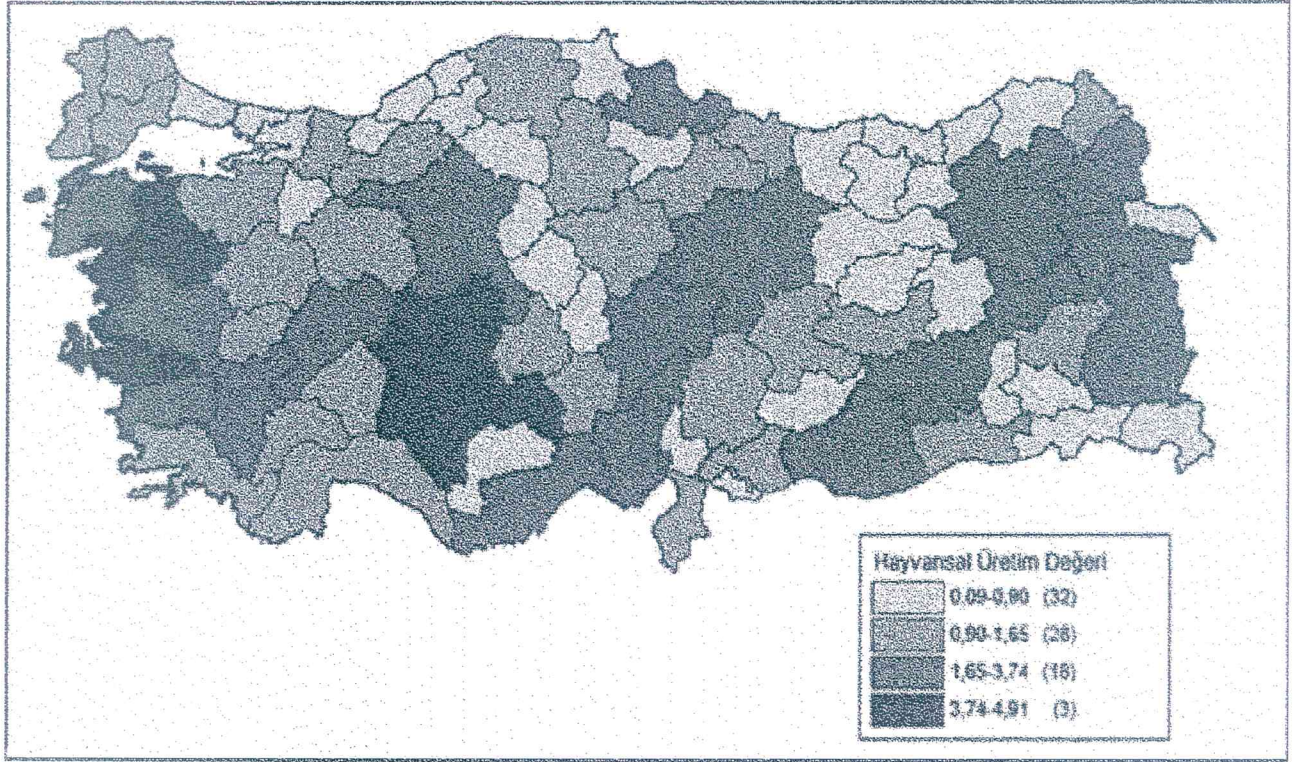 Hayvansal Üretim Değeri
0,09-0,90 (32)
0,90-1,65 (28)
1,65-3,74 (18)
3,74-4,91 (3)